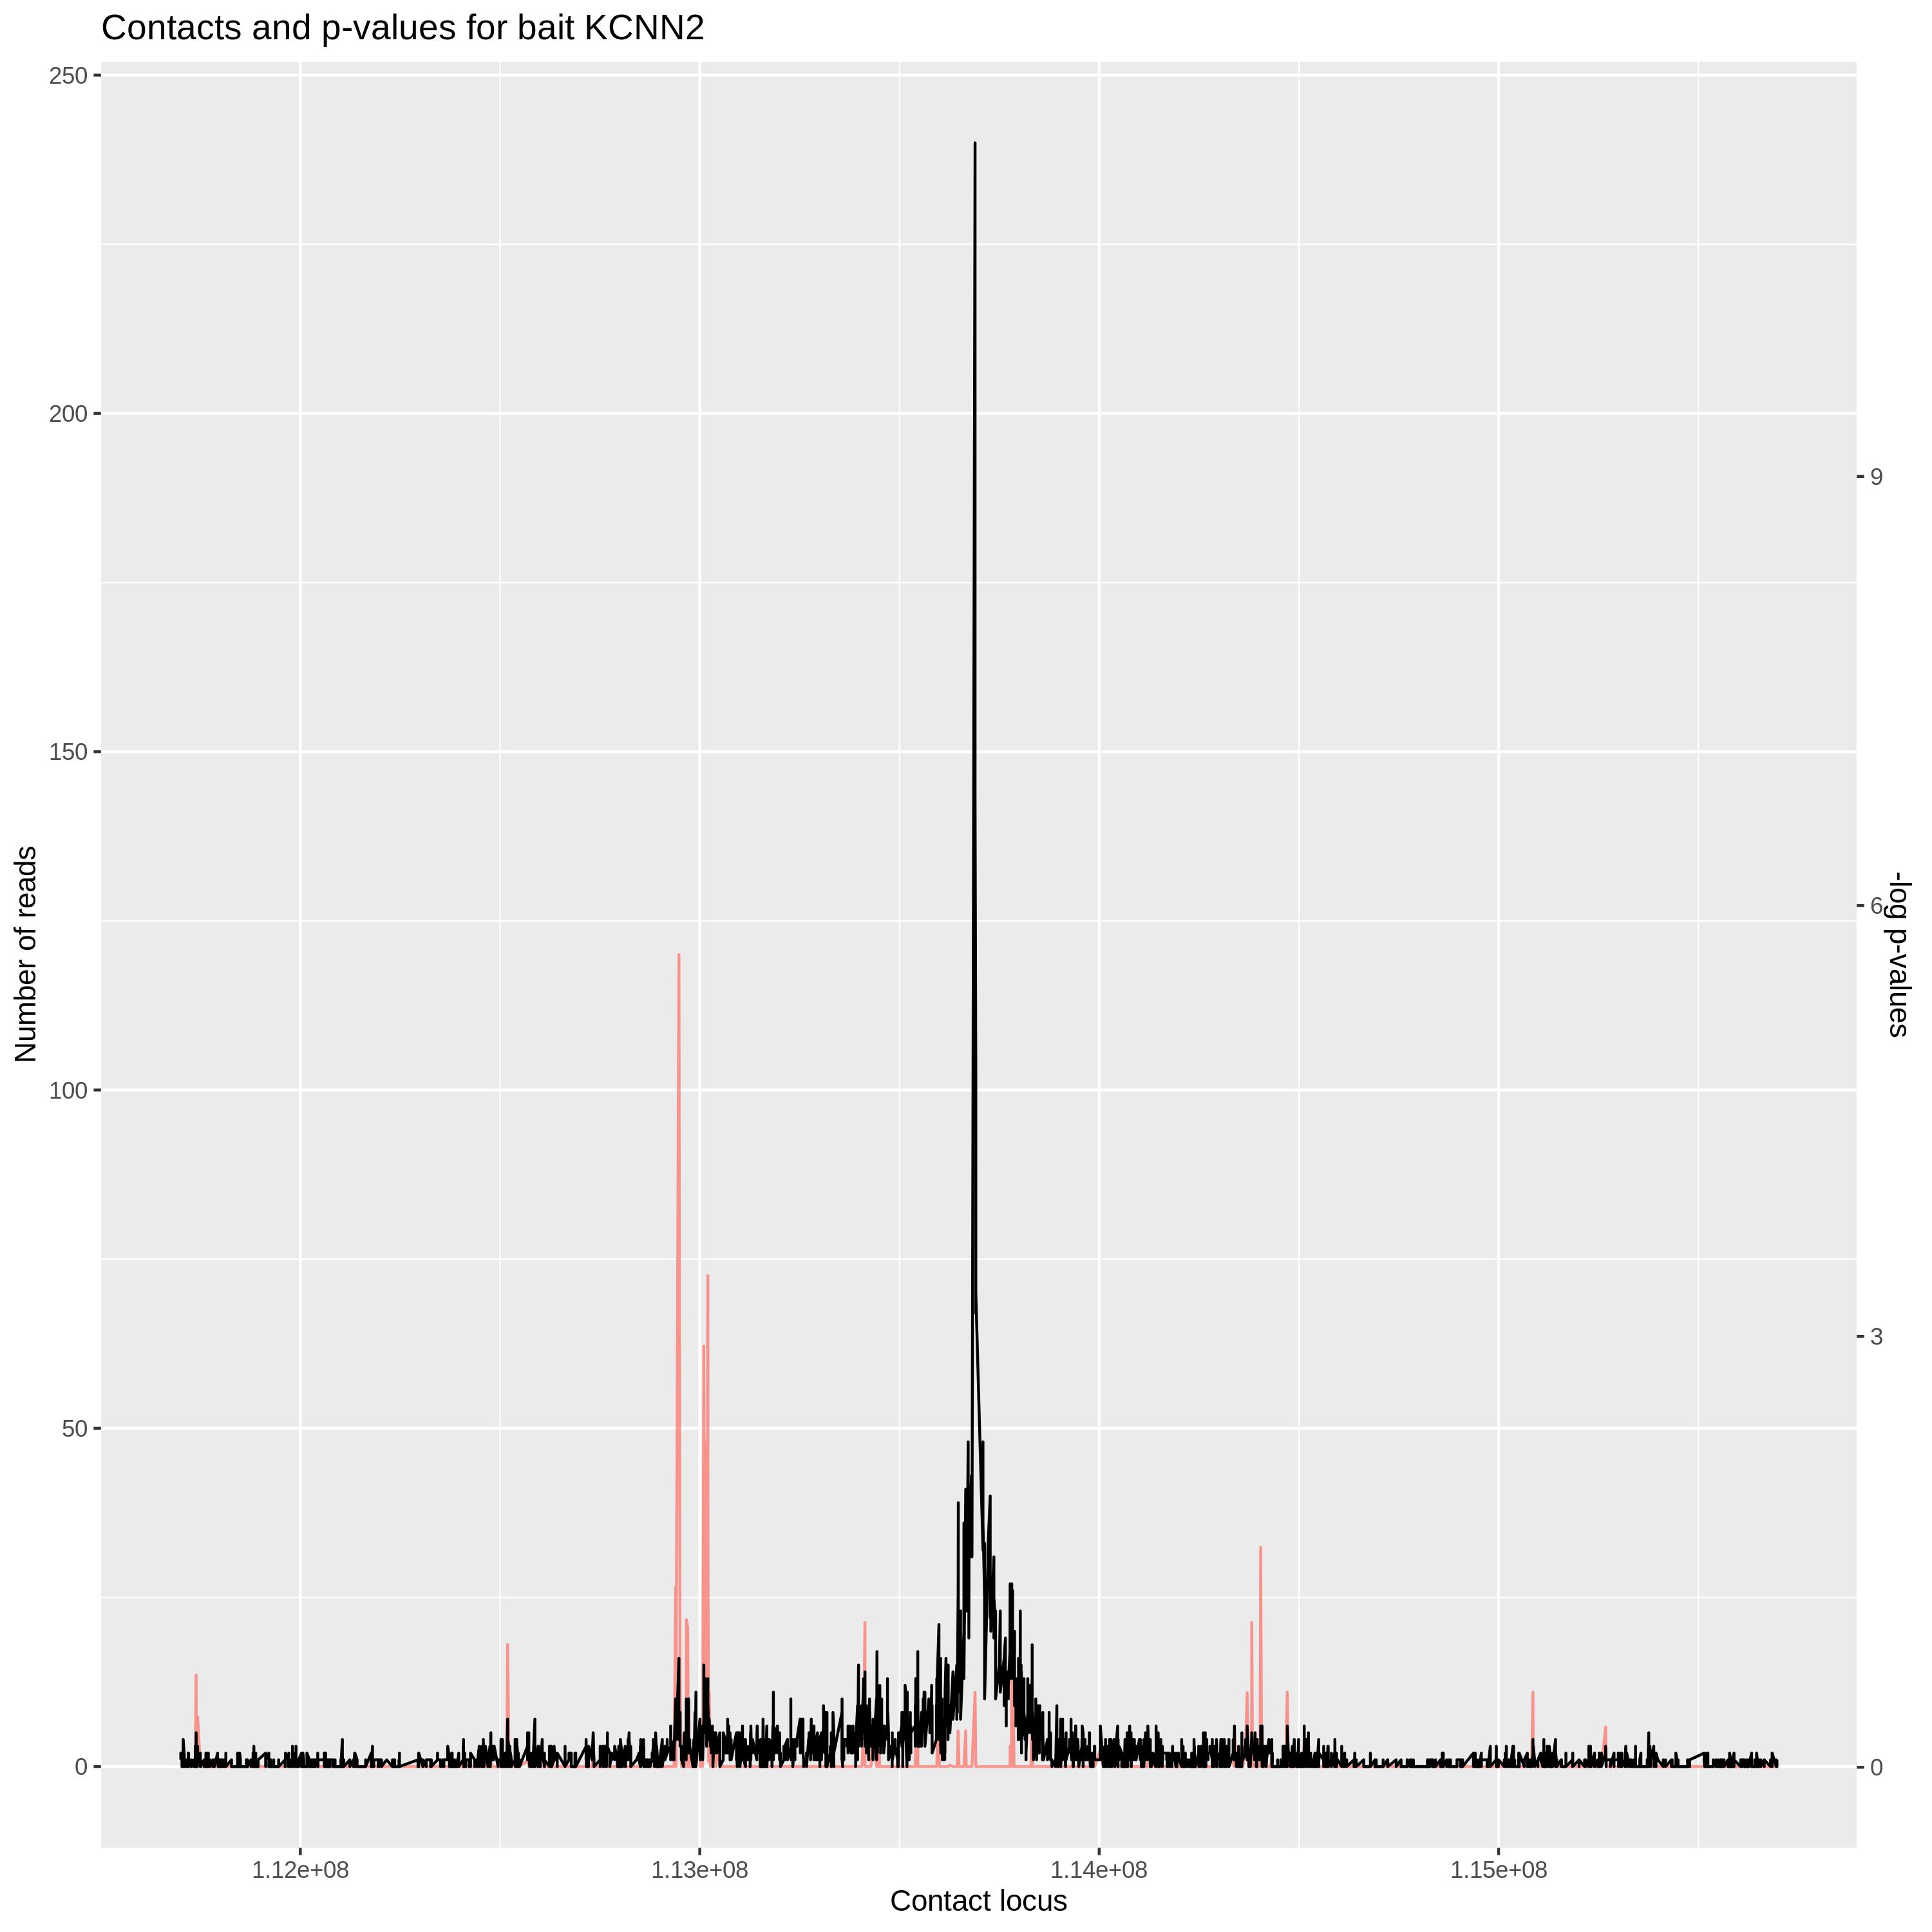 Contacts and p-values for bait KCNN2
250
200
150
100
50
0
Number of reads
9
6
3
0
-log p-values
1.12e+08
1.13e+08
1.14e+08
1.15e+08
Contact locus